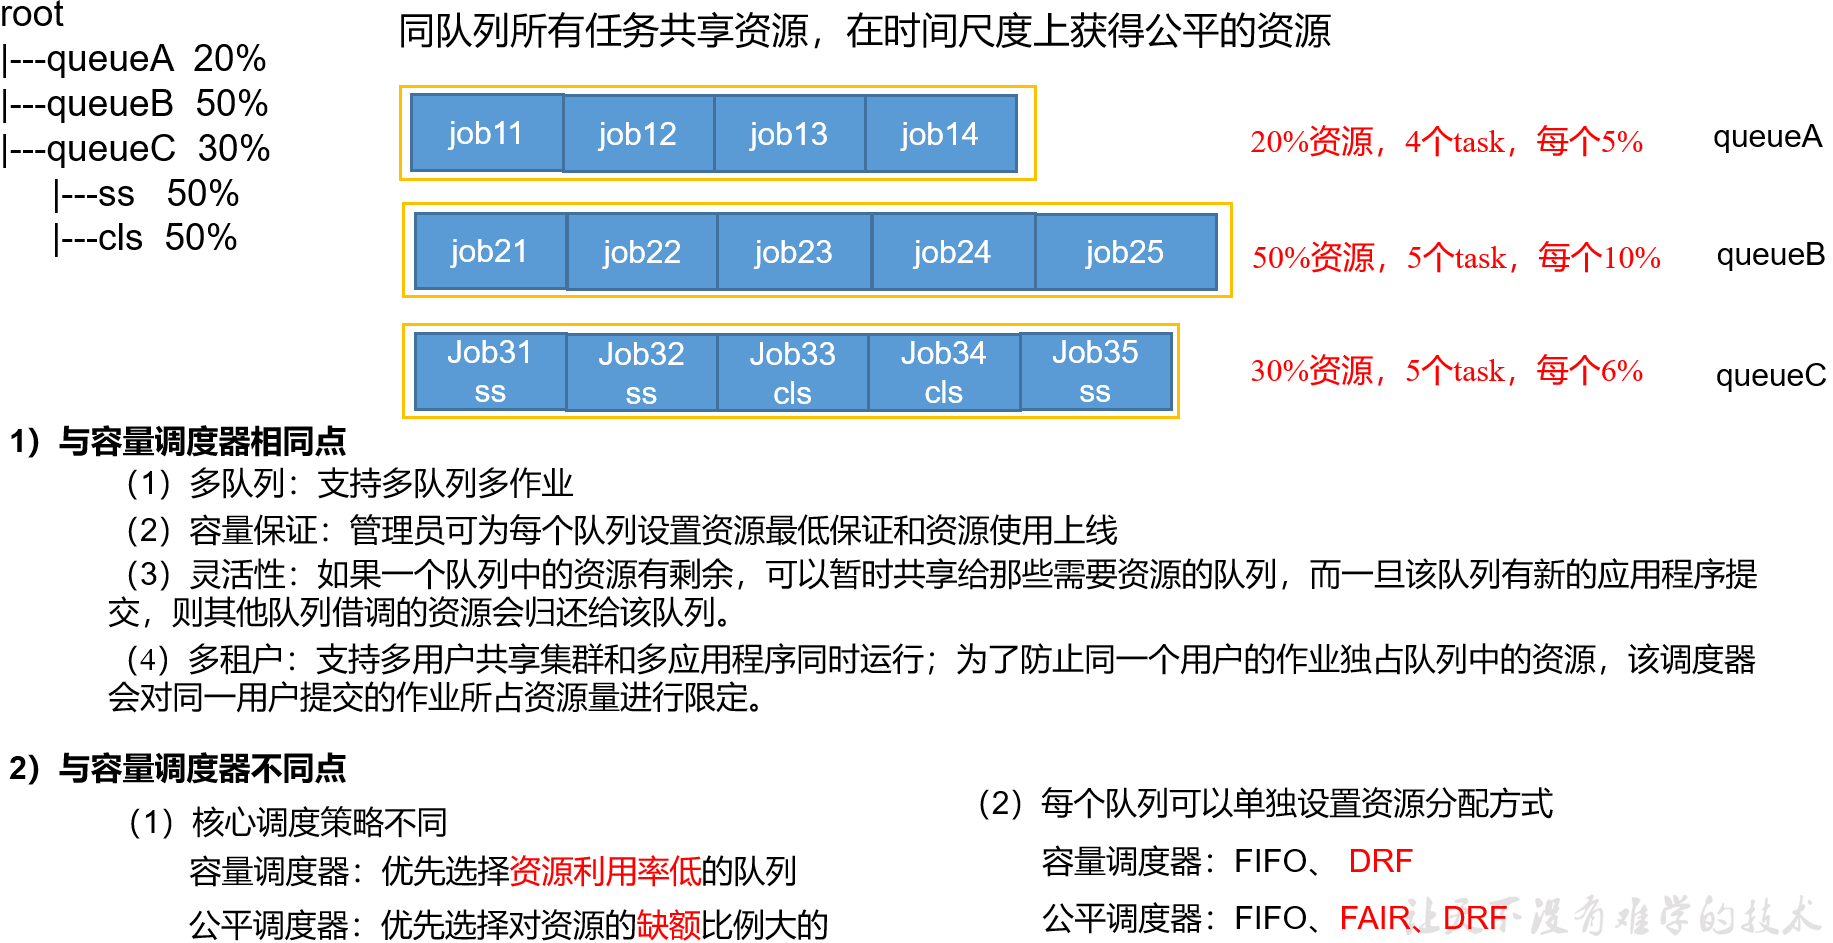 root
|---queueA 20%
|---queueB 50%
|---queueC 30%
|---ss 50%
|---cls 50%
同队列所有任务共享资源，在时间尺度上获得公平的资源
job11 job12 job13 job14
20%资源，4个task，每个5%
queueA
job21 job22 job23 job24 job25
50%资源，5个task，每个10%
queueB
Job31 Job32 Job33 Job34 Job35
ss ss cls cls ss
30%资源，5个task，每个6%
queueC
1）与容量调度器相同点
（1）多队列：支持多队列多作业
（2）容量保证：管理员可为每个队列设置资源最低保证和资源使用上线
（3）灵活性：如果一个队列中的资源有剩余，可以暂时共享给那些需要资源的队列，而一旦该队列有新的应用程序提
交，则其他队列借调的资源会归还给该队列。
（4）多租户：支持多用户共享集群和多应用程序同时运行；为了防止同一个用户的作业独占队列中的资源，该调度器
会对同一用户提交的作业所占资源量进行限定。
2）与容量调度器不同点
（1）核心调度策略不同
容量调度器：优先选择资源利用率低的队列
公平调度器：优先选择对资源的缺额比例大的
（2）每个队列可以单独设置资源分配方式
容量调度器：FIFO、 DRF
公平调度器：FIFO、FAIR、DRF
让天下没有难学的技术